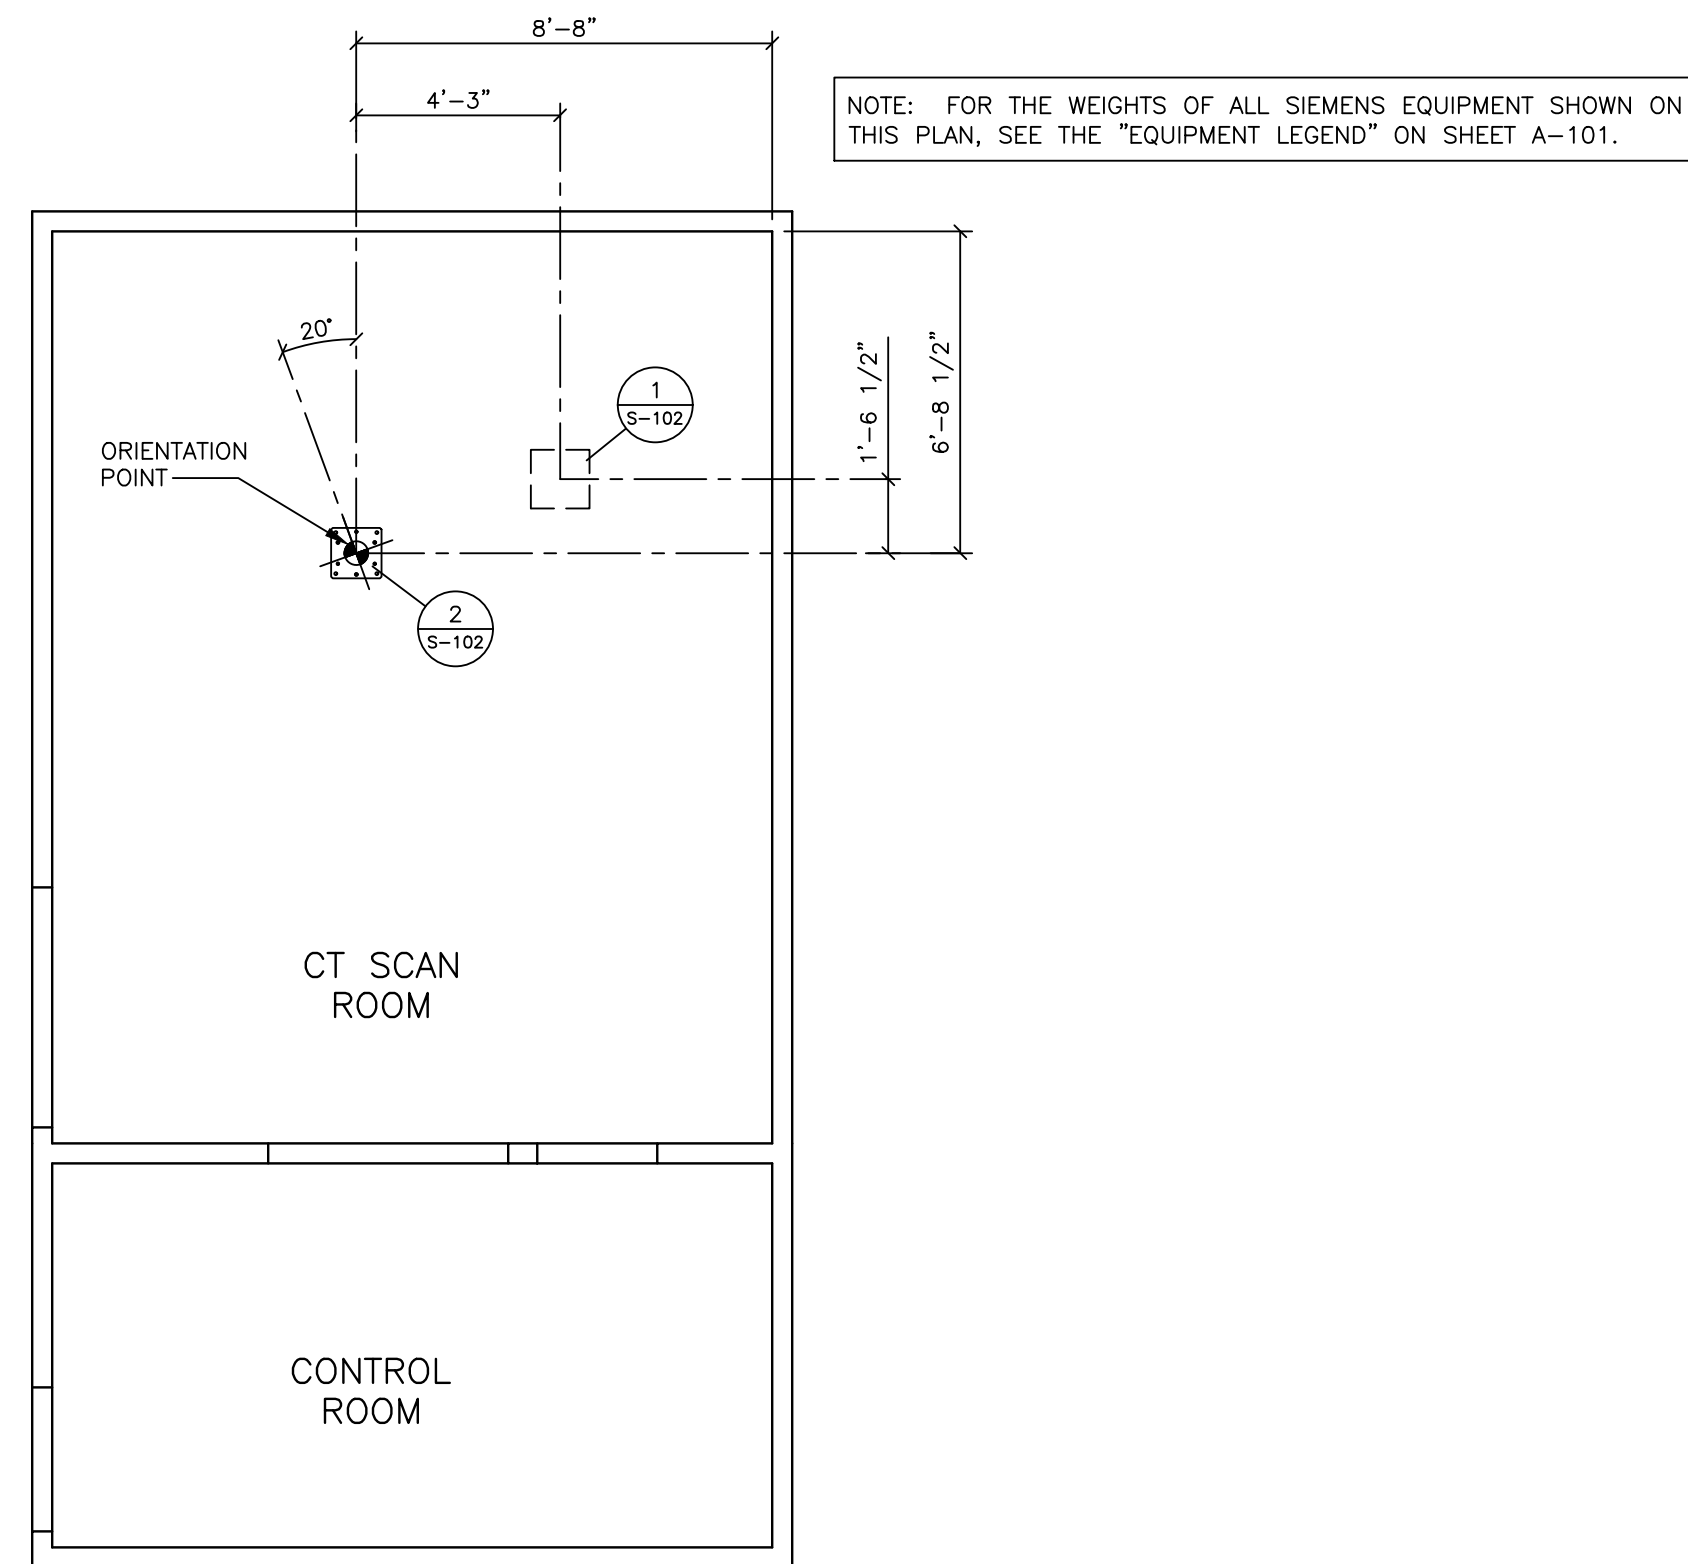 8'-8"
4'-3"
NOTE: FOR THE WEIGHTS OF ALL SIEMENS EQUIPMENT SHOWN ON
THIS PLAN, SEE THE "EQUIPMENT LEGEND" ON SHEET A-101.
20°
1'-6 1/2"
6'-8 1/2"
1
S-102
ORIENTATION
POINT
2
S-102
CT SCAN
ROOM
CONTROL
ROOM